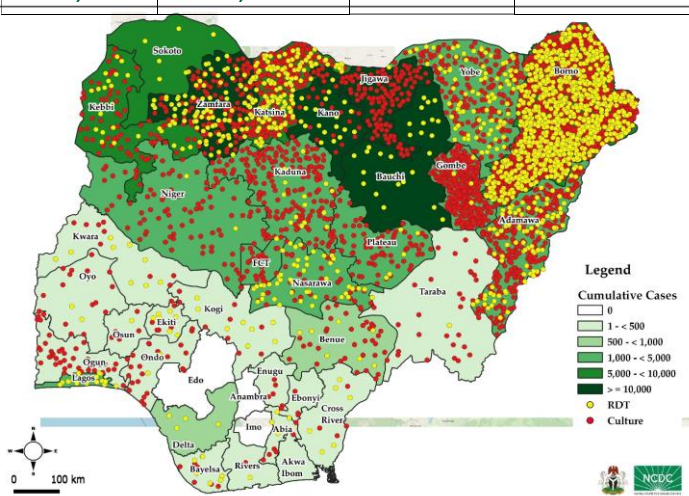 Sokoto
Kebbi
Zamfara
Katsina
Kano
Jigawa
Yobe
Borno
Bauchi
Gombe
Kaduna
Niger
Adamawa
Plateau
FCT
Nasarawa
Taraba
Kwara
Oyo
Kogi
Ekiti
Osun
Ondo
Benue
Ogun
Lagos
Edo
Enugu
Anambra
Ebonyi
Cross
River
Imo
Abia
Delta
Bayelsa
Rivers
Akwa
Ibom
Legend
Cumulative Cases
0
1 - < 500
500 - < 1,000
1,000 - < 5,000
5,000 - < 10,000
> = 10,000
RDT
Culture
N
W
E
S
0 100 km
NCDC